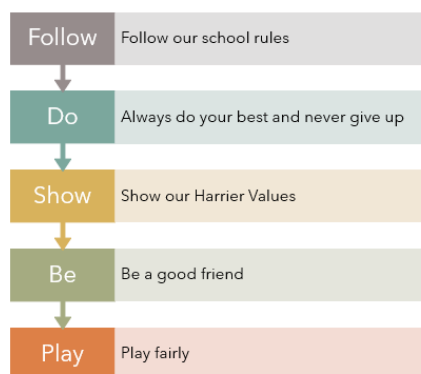 Follow
Follow our school rules
Do
Always do your best and never give up
Show
Show our Harrier Values
Be
Be a good friend
Play
Play fairly